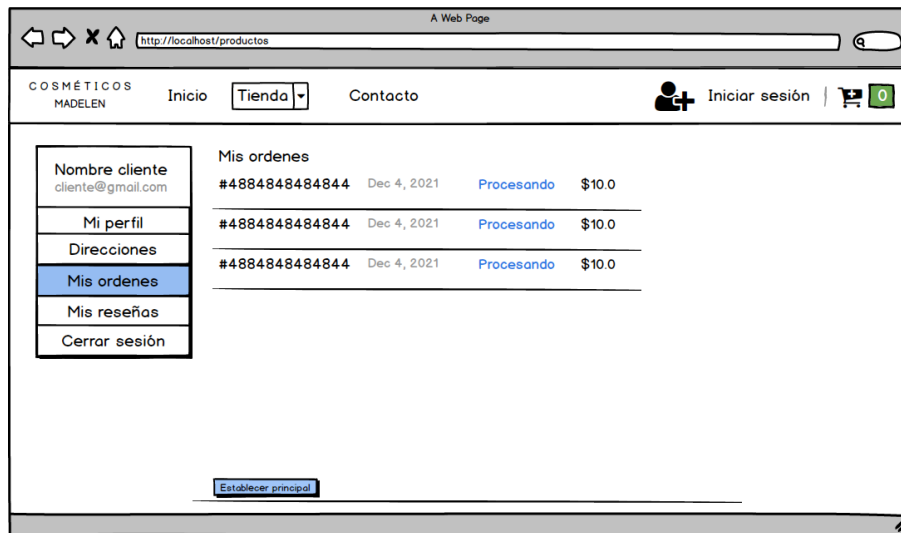 A Web Page
http://localhost/productos
COSMÉTICOS
MADELEN
Inicio Tienda Contacto Iniciar sesión 0
Nombre cliente
cliente@gmail.com
Mi perfil
Direcciones
Mis ordenes
Mis reseñas
Cerrar sesión
Mis ordenes
#4884848484844 Dec 4, 2021 Procesando $10.0
#4884848484844 Dec 4, 2021 Procesando $10.0
#4884848484844 Dec 4, 2021 Procesando $10.0
Establecer principal